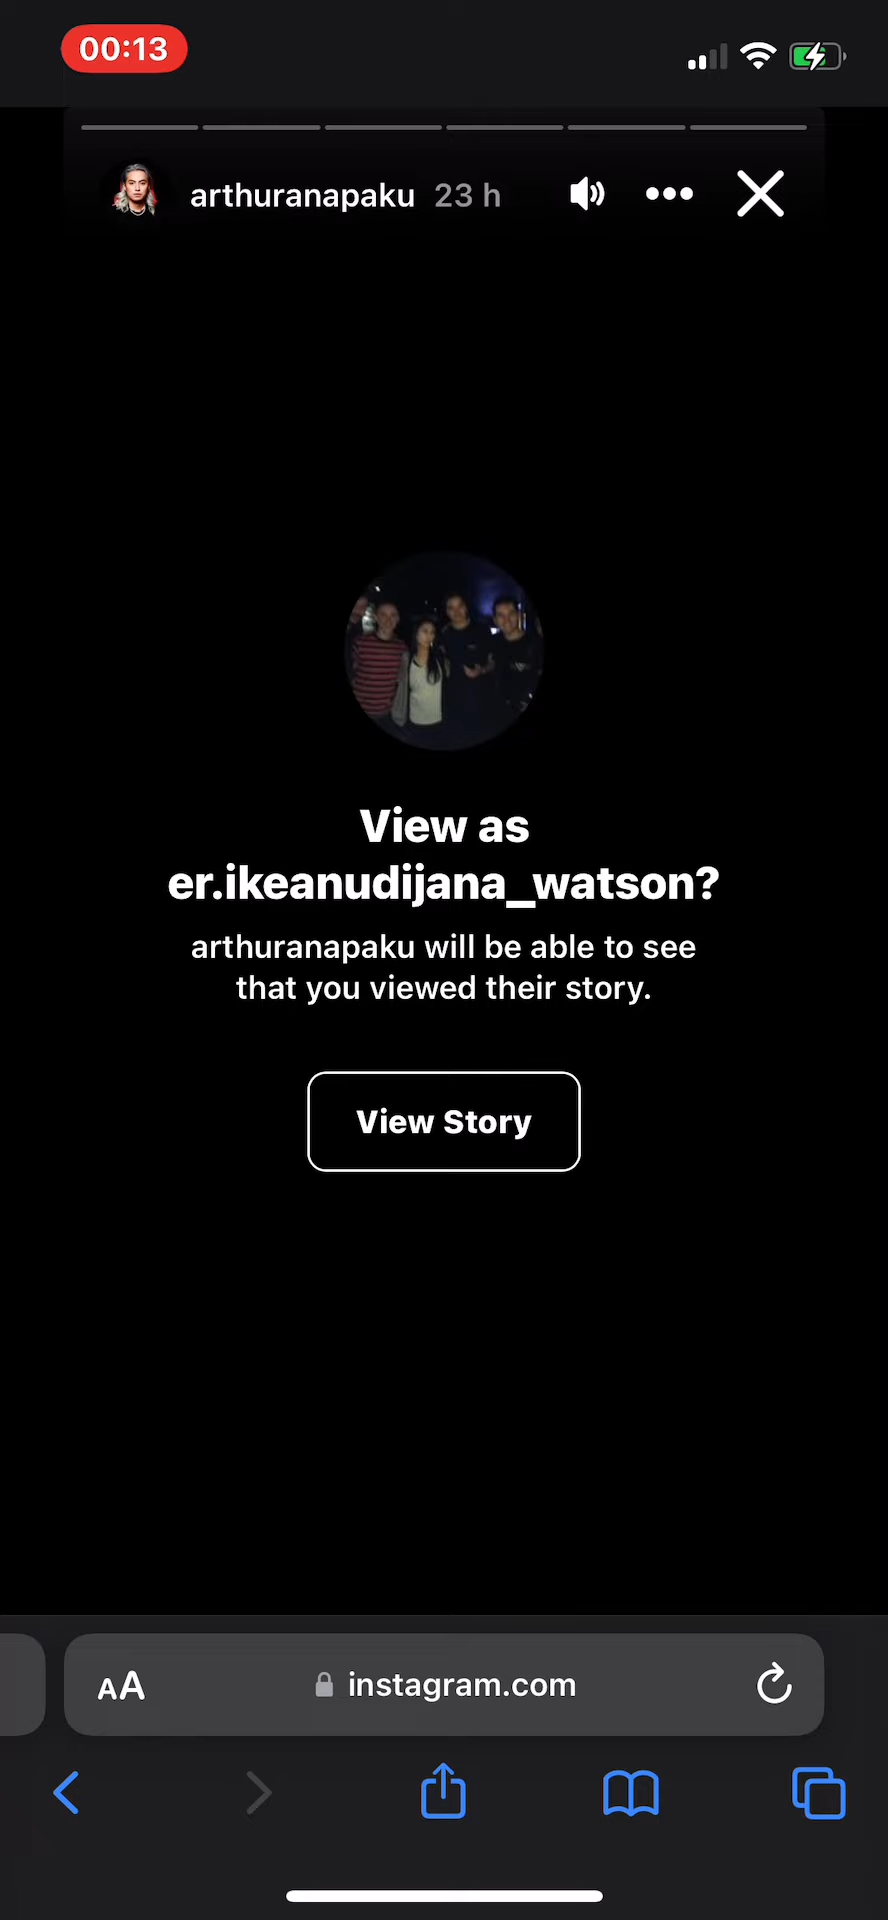 00:13
arthuranapaku 23 h
View as
er.ikeanudijana_watson?
arthuranapaku will be able to see
that you viewed their story.
View Story
AA instagram.com